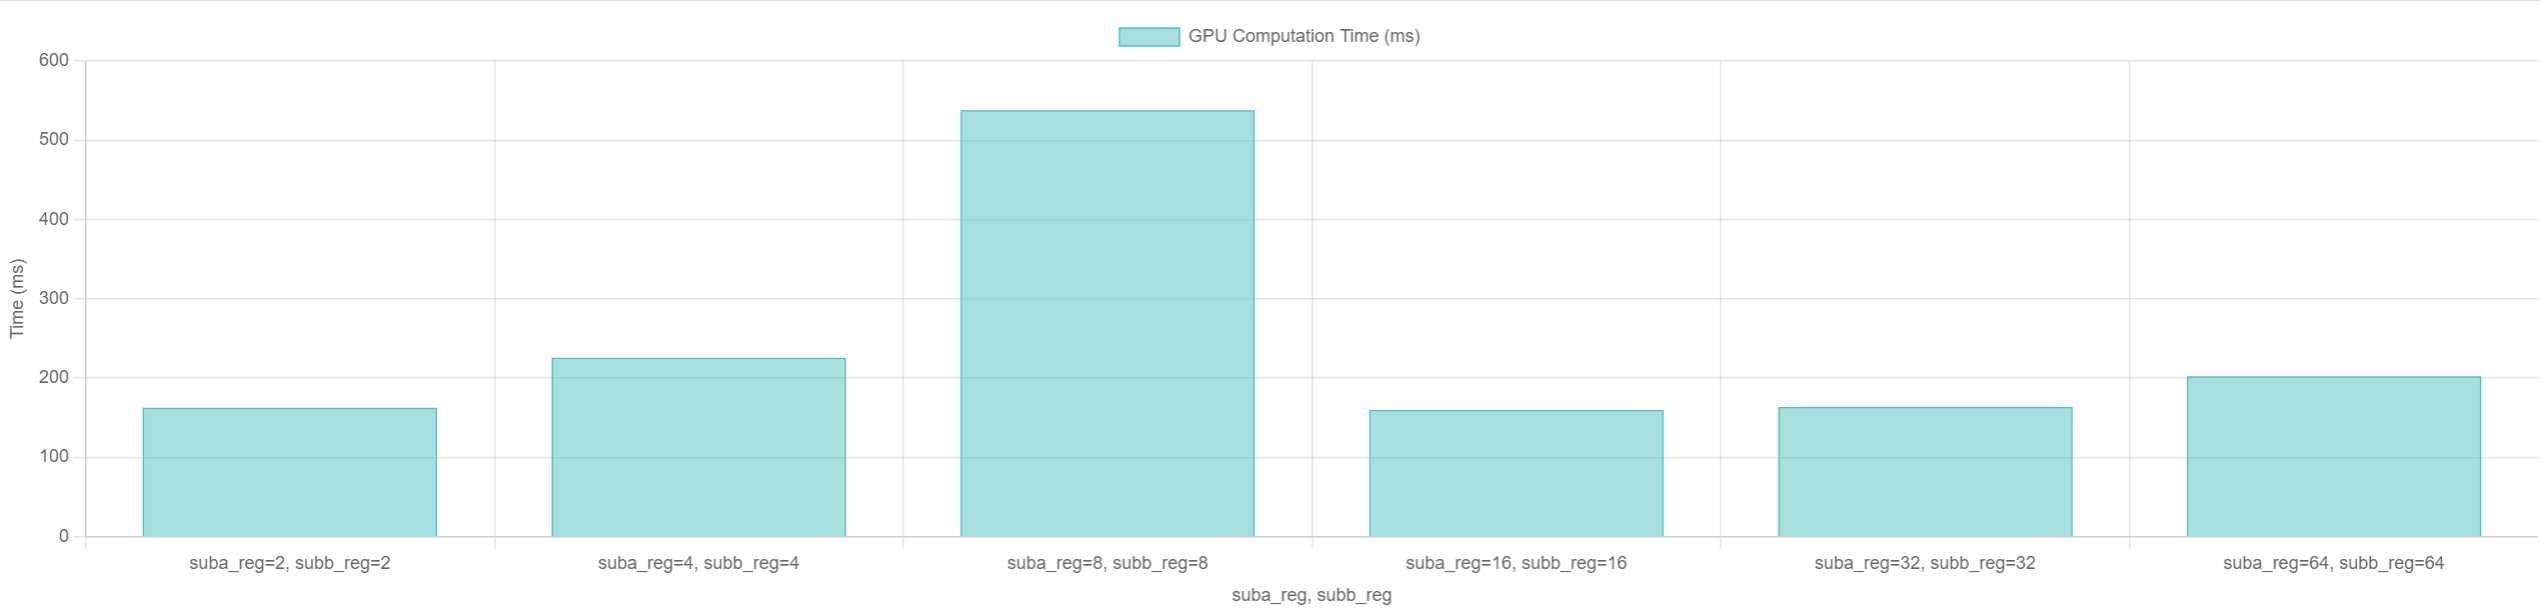 GPU Computation Time (ms)
600
500
400
300
200
100
0
Time (ms)
suba_reg=2, subb_reg=2
suba_reg=4, subb_reg=4
suba_reg=8, subb_reg=8
suba_reg=16, subb_reg=16
suba_reg=32, subb_reg=32
suba_reg=64, subb_reg=64
suba_reg, subb_reg